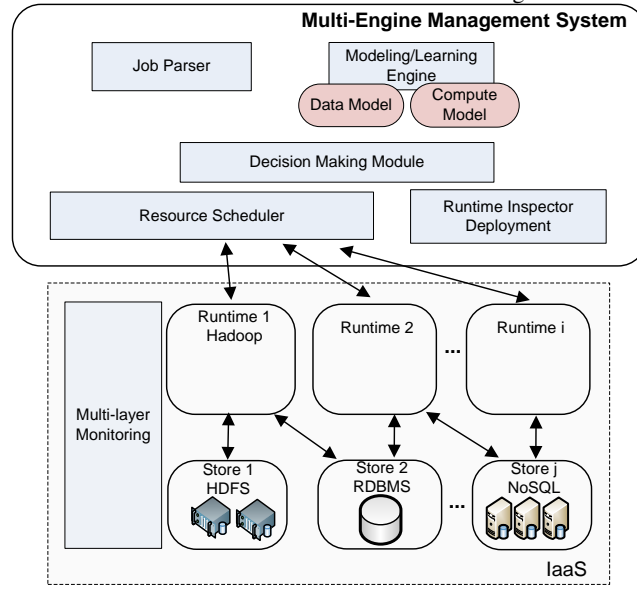 Multi-Engine Management System
Job Parser
Modeling/Learning
Engine
Data Model
Compute
Model
Decision Making Module
Resource Scheduler
Runtime Inspector
Deployment
Multi-layer
Monitoring
Runtime 1
Hadoop
Runtime 2
...
Runtime i
Store 1
HDFS
Store 2
RDBMS
...
Store j
NoSQL
IaaS